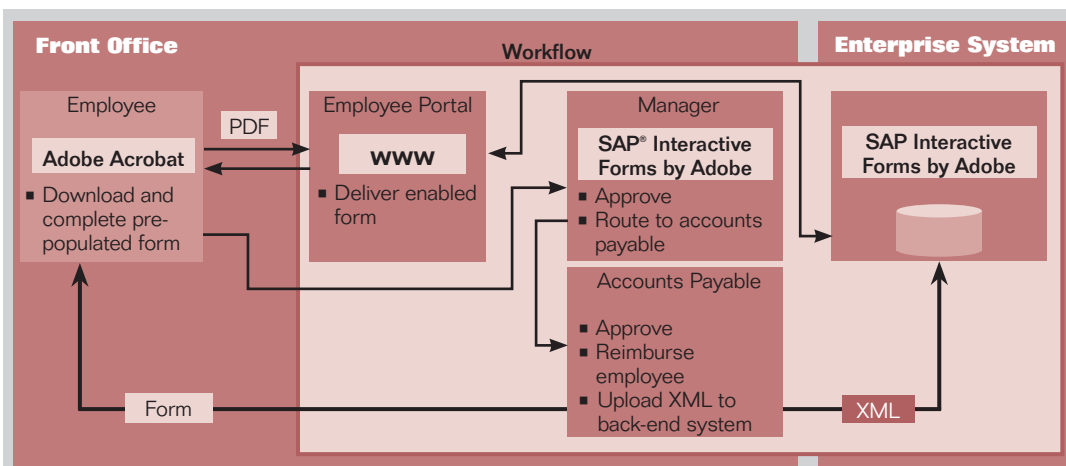 Front Office
Workflow
Enterprise System
Employee
PDF
Adobe Acrobat
■ Download and
complete pre-
populated form
Employee Portal
www
■ Deliver enabled
form
Manager
SAP® Interactive
Forms by Adobe
■ Approve
■ Route to accounts
payable
SAP Interactive
Forms by Adobe
Accounts Payable
■ Approve
■ Reimburse
employee
■ Upload XML to
back-end system
Form
XML